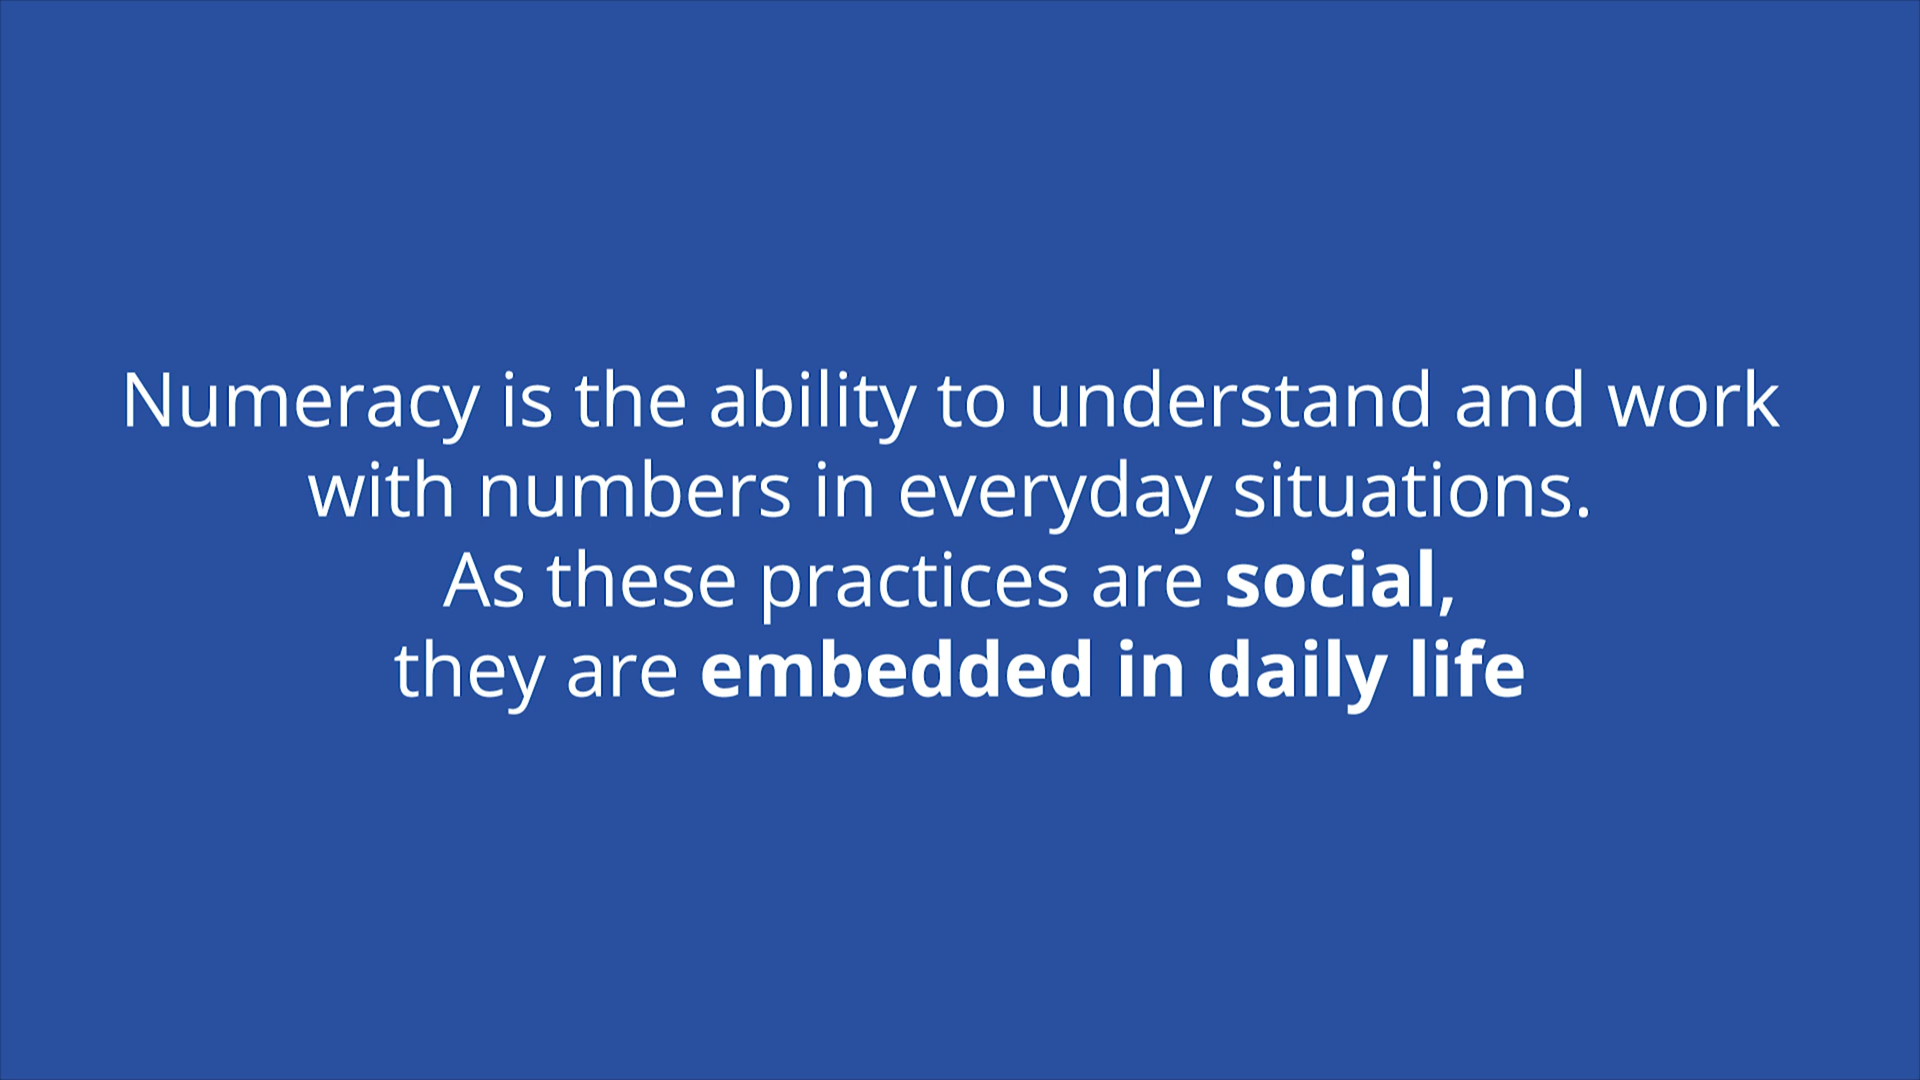 Numeracy is the ability to understand and work
with numbers in everyday situations.
As these practices are social,
they are embedded in daily life